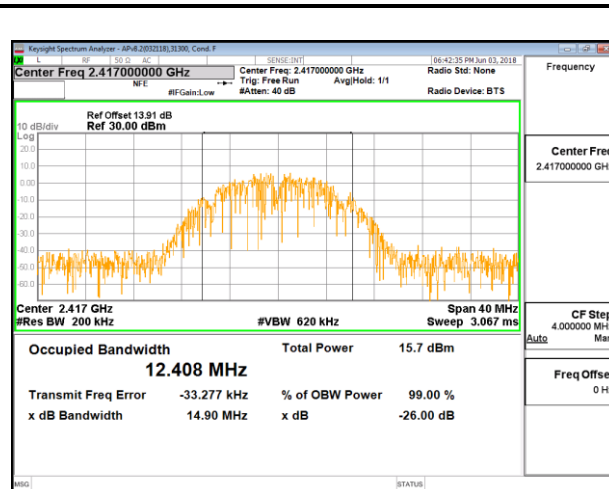 Keysight Spectrum Analyzer - APv8.2(032118),31300, Cond. F
L RF 50 Ω AC SENSE:INT 06:42:35 PM Jun 03, 2018
Center Freq 2.417000000 GHz
NFE
#IFGain:Low
Center Freq: 2.417000000 GHz
Trig: Free Run Avg|Hold: 1/1
#Atten: 40 dB
Radio Std: None
Radio Device: BTS
Frequency
Ref Offset 13.91 dB
10 dB/div Ref 30.00 dBm
Log
20.0
10.0
0.00
-10.0
-20.0
-30.0
-40.0
-50.0
-60.0
Center 2.417 GHz Span 40 MHz
#Res BW 200 kHz #VBW 620 kHz Sweep 3.067 ms
Occupied Bandwidth Total Power 15.7 dBm
12.408 MHz
Transmit Freq Error -33.277 kHz % of OBW Power 99.00 %
x dB Bandwidth 14.90 MHz x dB -26.00 dB
Center Freq
2.417000000 GHz
CF Step
4.000000 MHz
Auto Man
Freq Offset
0 Hz
MSG STATUS